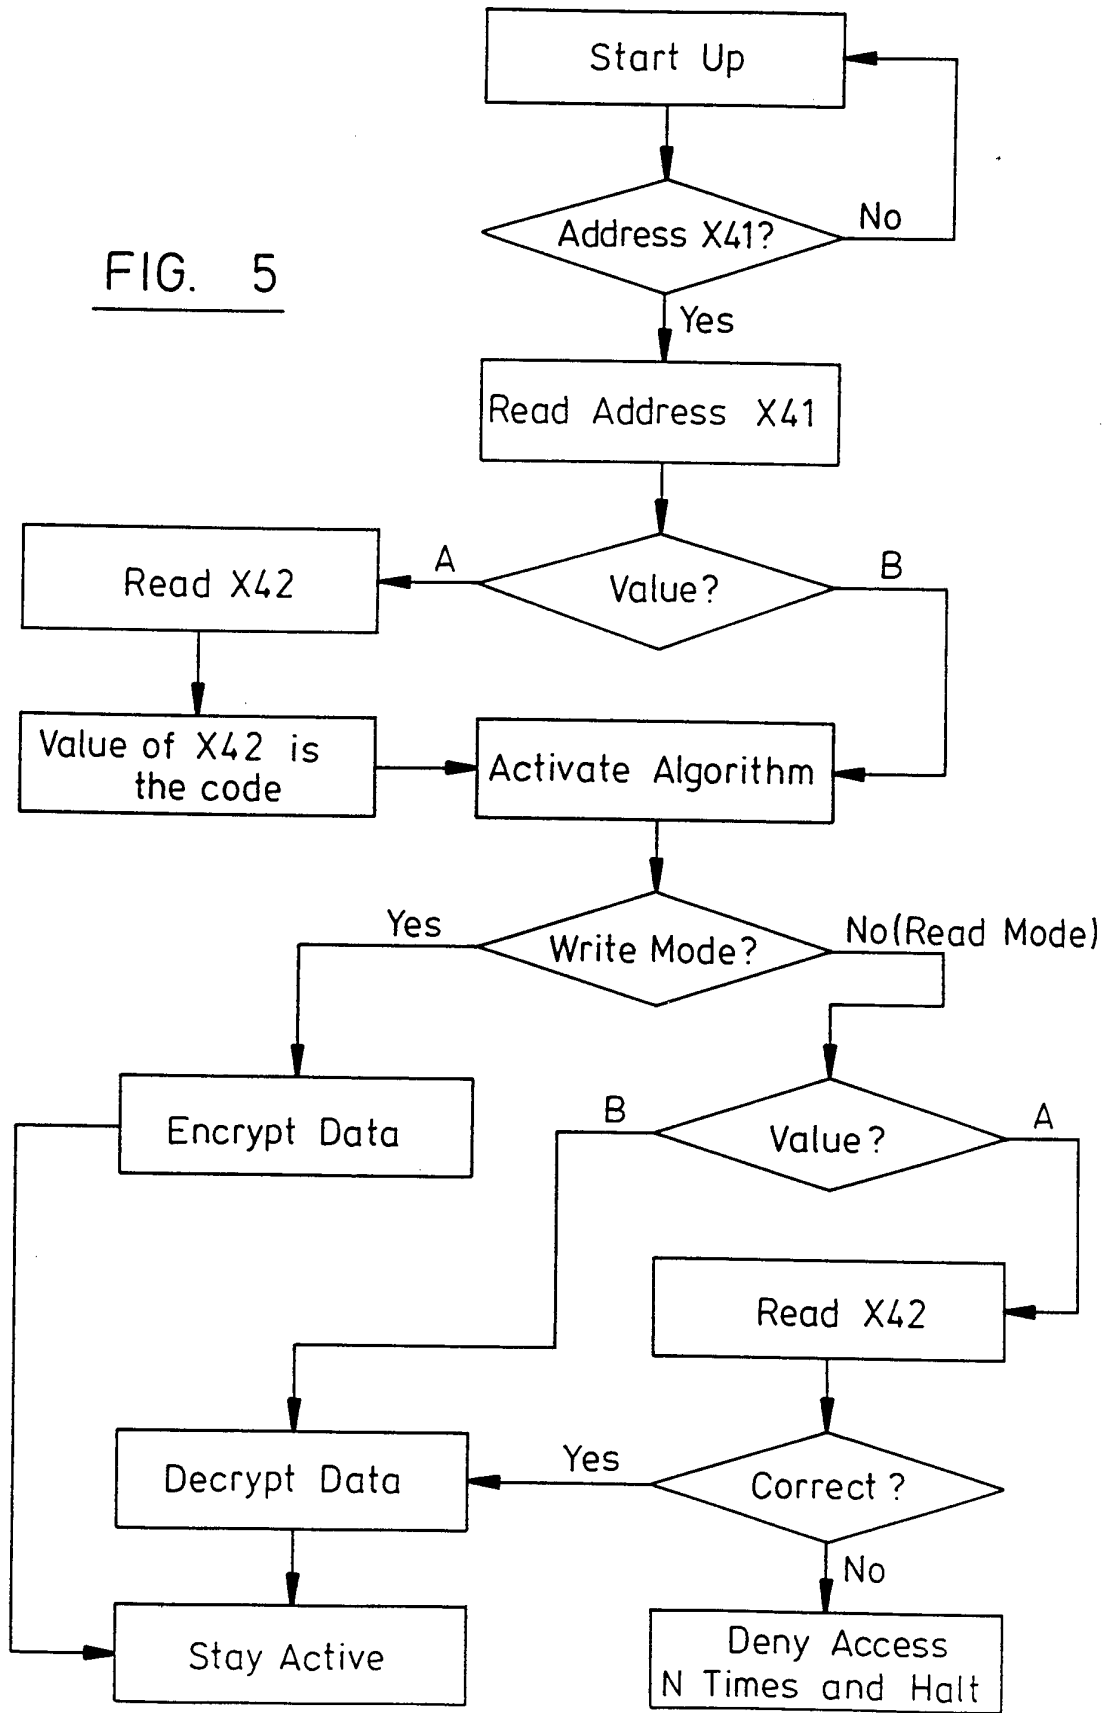 Start Up
Address X41?
No
FIG. 5
Yes
Read Address X41
A
B
Read X42
Value?
Value of X42 is
the code
Activate Algorithm
Yes
No(Read Mode)
Write Mode?
B
A
Encrypt Data
Value?
Read X42
Yes
Decrypt Data
Correct?
No
Stay Active
Deny Access
N Times and Halt